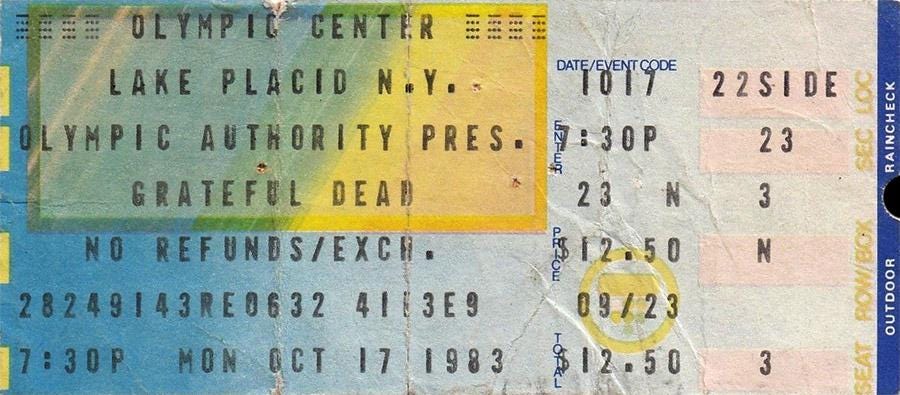 OLYMPIC CENTER
LAKE PLACID N.Y.
OLYMPIC AUTHORITY PRES.
GRATEFUL DEAD
NO REFUNDS/EXCH.
28249143RE0632 4113E9
7:30P MON OCT 17 1983
DATE/EVENT CODE
1017
ENTER
7:30P
23 N
PRICE
$12.50
09/23
TOTAL
$12.50
22SIDE
23
3
N
3
SEC LOC
ROW/BOX
SEAT
RAINCHECK
OUTDOOR